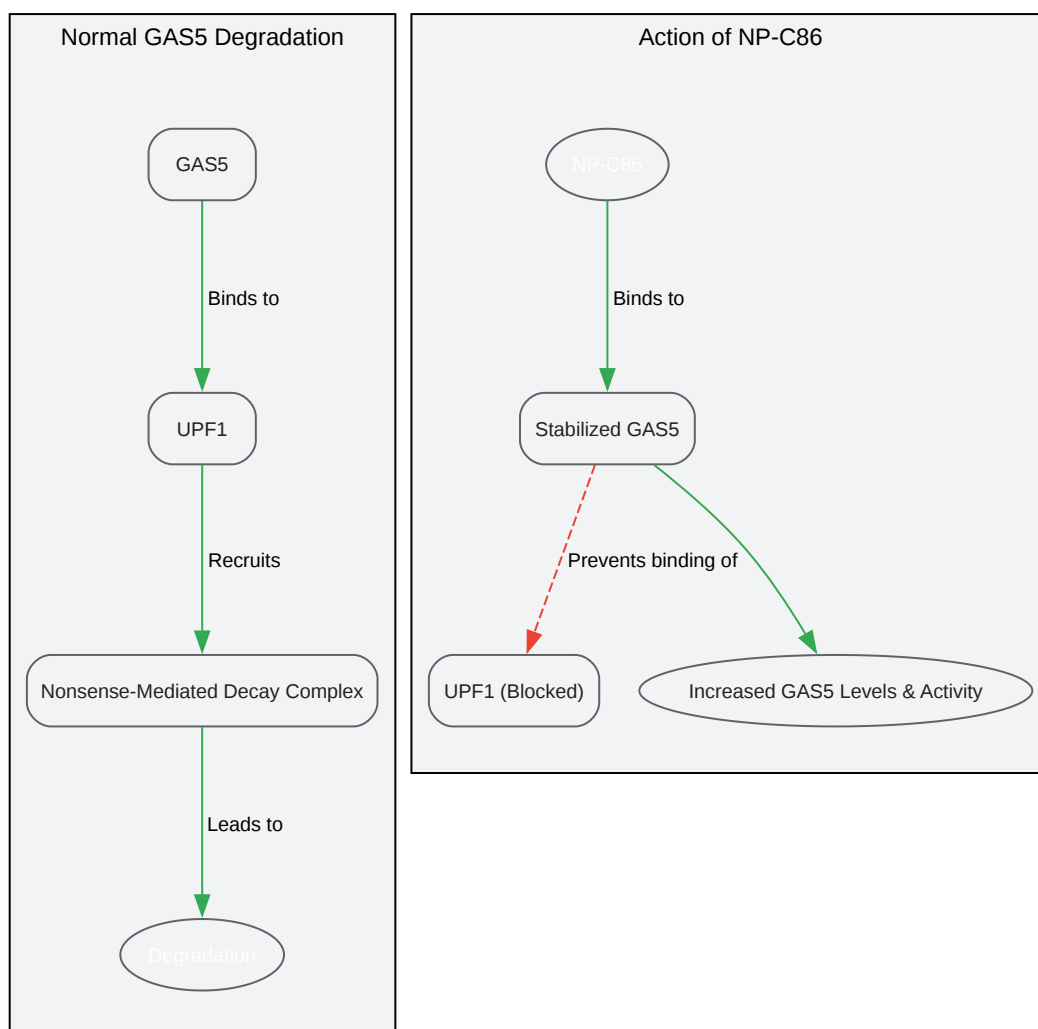 Normal GAS5 Degradation
GAS5
Binds to
UPF1
Recruits
Nonsense-Mediated Decay Complex
Leads to
Degradation
Action of NP-C86
NP-C86
Binds to
Stabilized GAS5
Prevents binding of
UPF1 (Blocked)
Increased GAS5 Levels & Activity